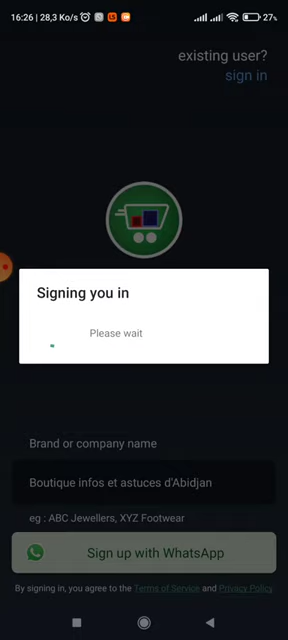 16:26 | 28,3 Ko/s
27%
existing user?
sign in
Signing you in
Please wait
Brand or company name
Boutique infos et astuces d'Abidjan
eg : ABC Jewellers, XYZ Footwear
Sign up with WhatsApp
By signing in, you agree to the Terms of Service and Privacy Policy